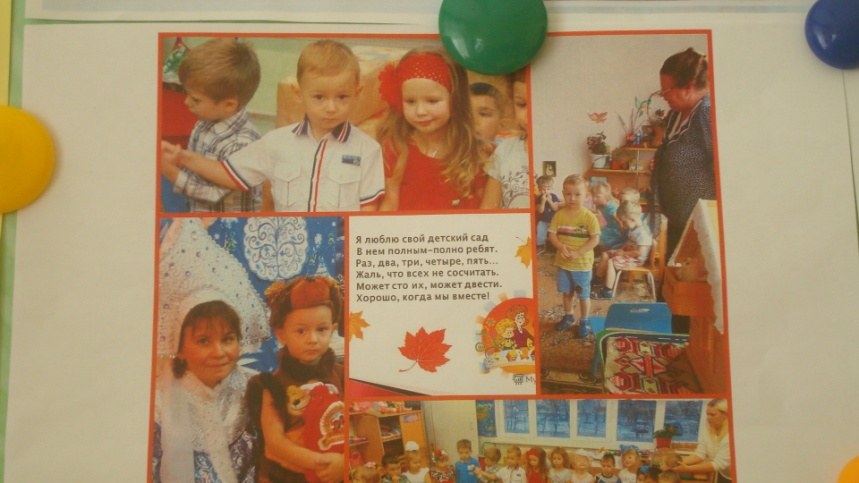 Я люблю свой детский сад
В нем полным-полно ребят.
Раз, два, три, четыре, пять...
Жаль, что всех не сосчитать.
Может сто их, может двести.
Хорошо, когда мы вместе!